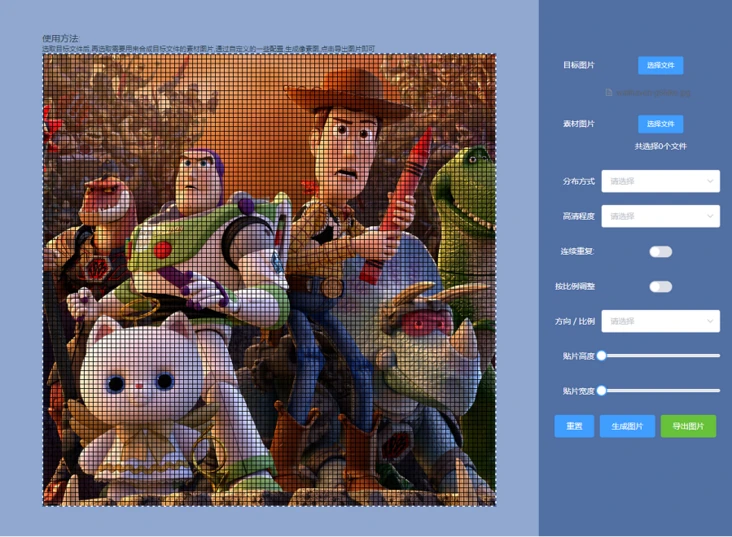 使用方法:
选取目标文件后,再选取需要用来合成目标文件的素材图片,通过自定义的一些配置,生成像素图,点击导出图片即可
目标图片 选择文件
素材图片 选择文件
共选择0个文件
分布方式 请选择
高清程度 请选择
连续重复:
按比例调整
方向 / 比例 请选择
贴片高度
贴片宽度
重置 生成图片 导出图片